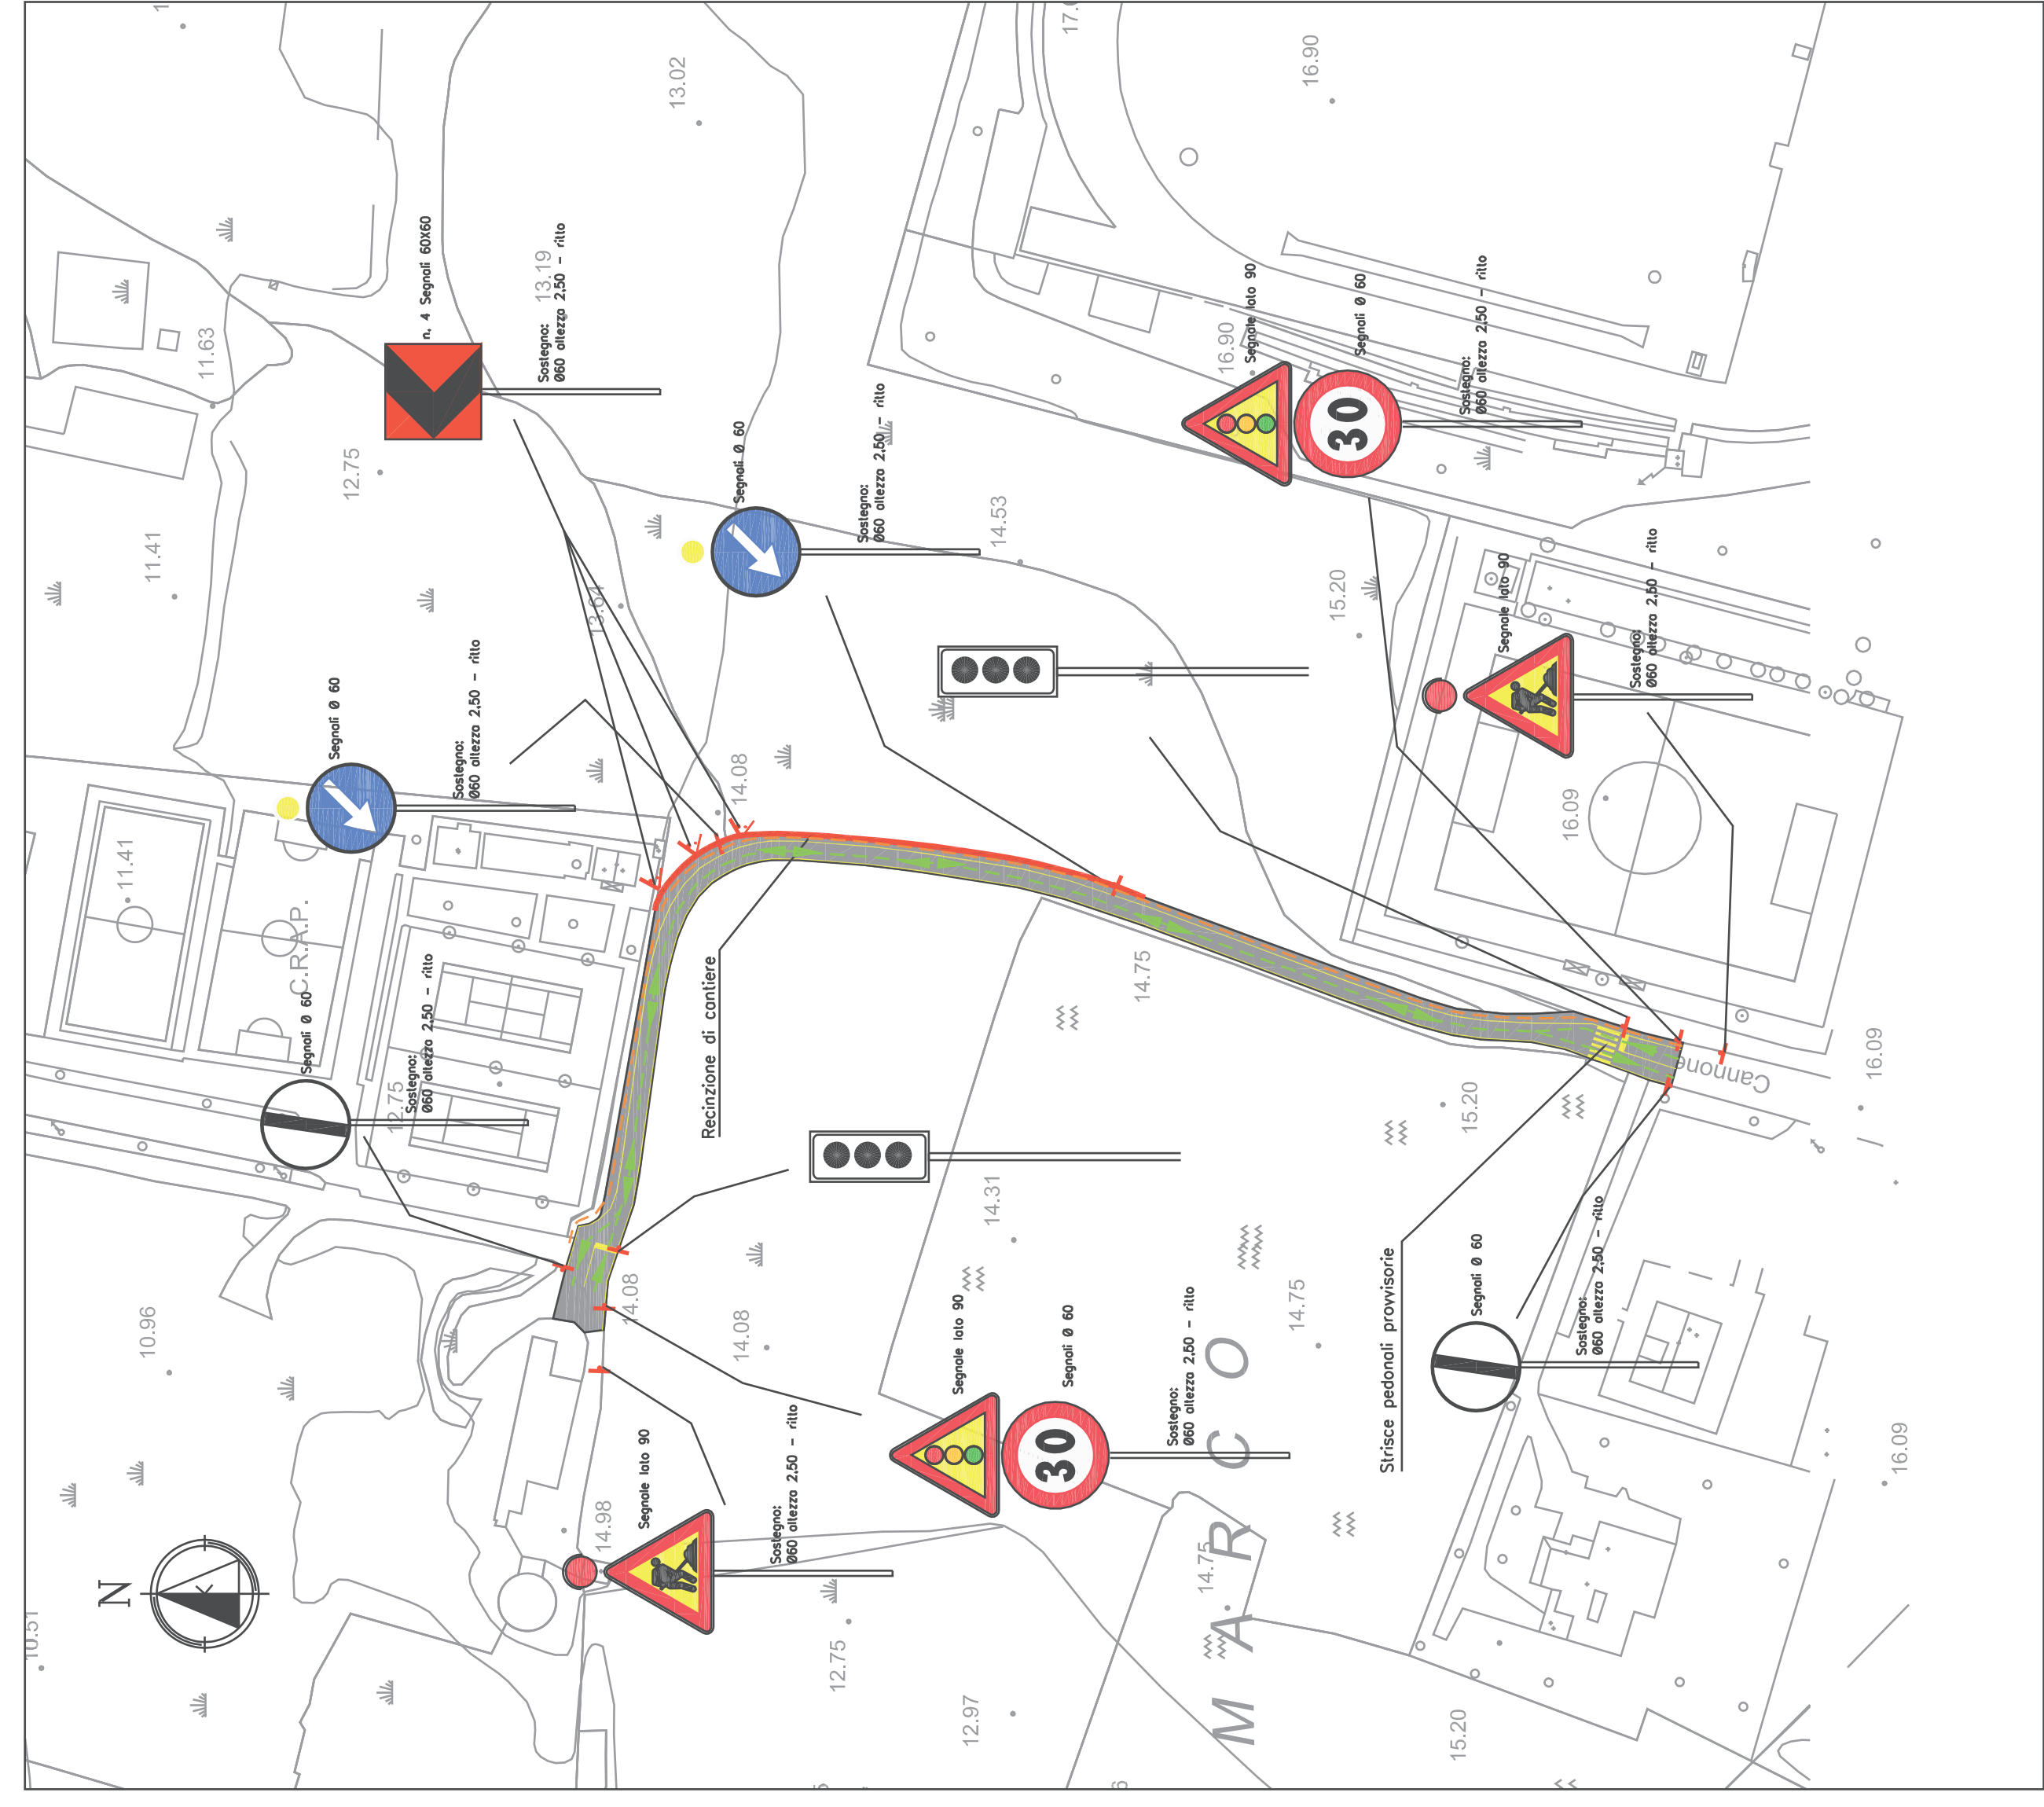 13.02
16.90
n. 4 Segnali 60X60
13.19
Sostegno:
Ø60 altezza 2,50 - ritto
11.63
12.75
11.41
Segnali Ø 60
Sostegno:
Ø60 altezza 2,50 - ritto
14.53
16.90
Segnale lato 90
Segnali Ø 60
30
Sostegno:
Ø60 altezza 2,50 - ritto
13.64
15.20
Segnale lato 90
Sostegno:
Ø60 altezza 2,50 - ritto
Segnali Ø 60
Sostegno:
Ø60 altezza 2,50 - ritto
14.08
16.09
11.41
C.R.A.P.
Segnali Ø 60
Sostegno:
Ø60 altezza 2,50 - ritto
12.75
Recinzione di cantiere
14.75
Cannone
16.09
15.20
14.31
14.08
14.08
10.96
14.75
Strisce pedonali provvisorie
Segnali Ø 60
Sostegno:
Ø60 altezza 2,50 - ritto
Segnale lato 90
Segnali Ø 60
30
Sostegno:
Ø60 altezza 2,50 - ritto
Segnale lato 90
Sostegno:
Ø60 altezza 2,50 - ritto
14.98
14.75
16.09
N
K
10.51
12.75
12.97
15.20
MARCO